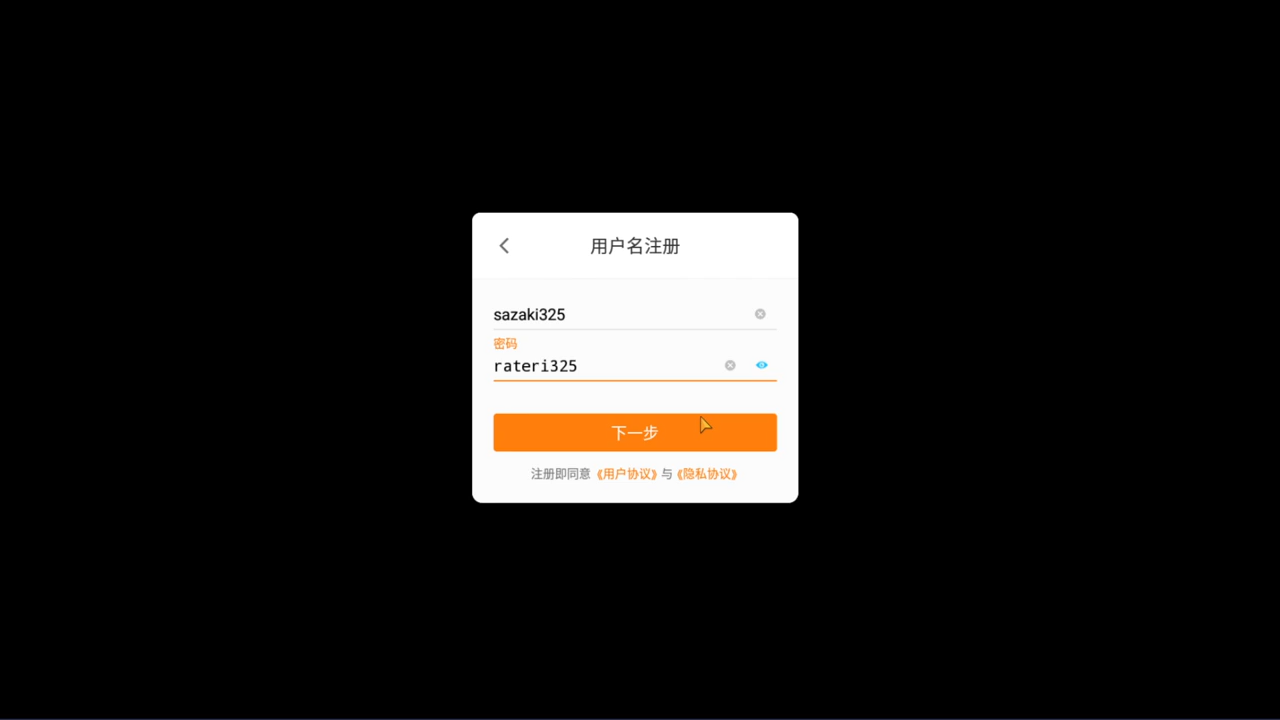 用户名注册
sazaki325
密码
rateri325
下一步
注册即同意《用户协议》与《隐私协议》